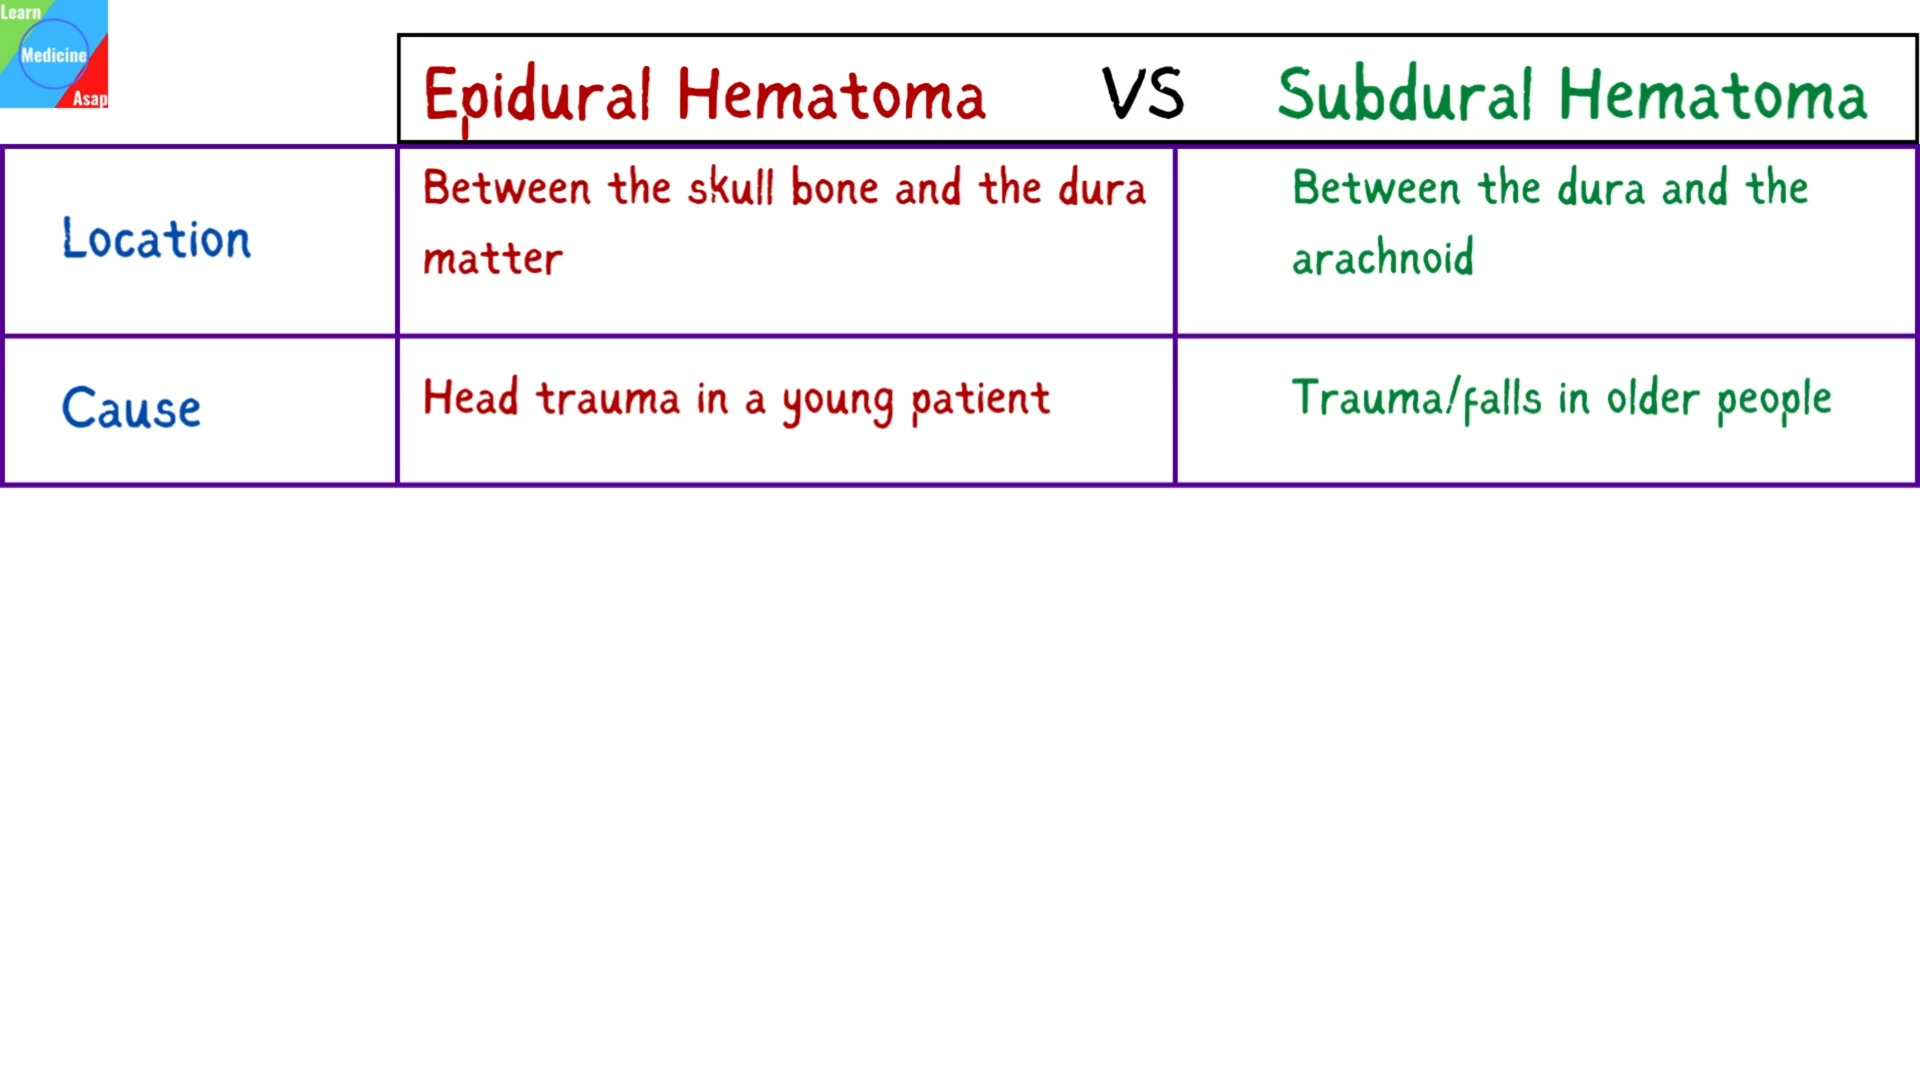 Learn
Medicine
Asap
Epidural Hematoma VS Subdural Hematoma
Location
Between the skull bone and the dura
matter
Between the dura and the
arachnoid
Cause
Head trauma in a young patient
Trauma/falls in older people